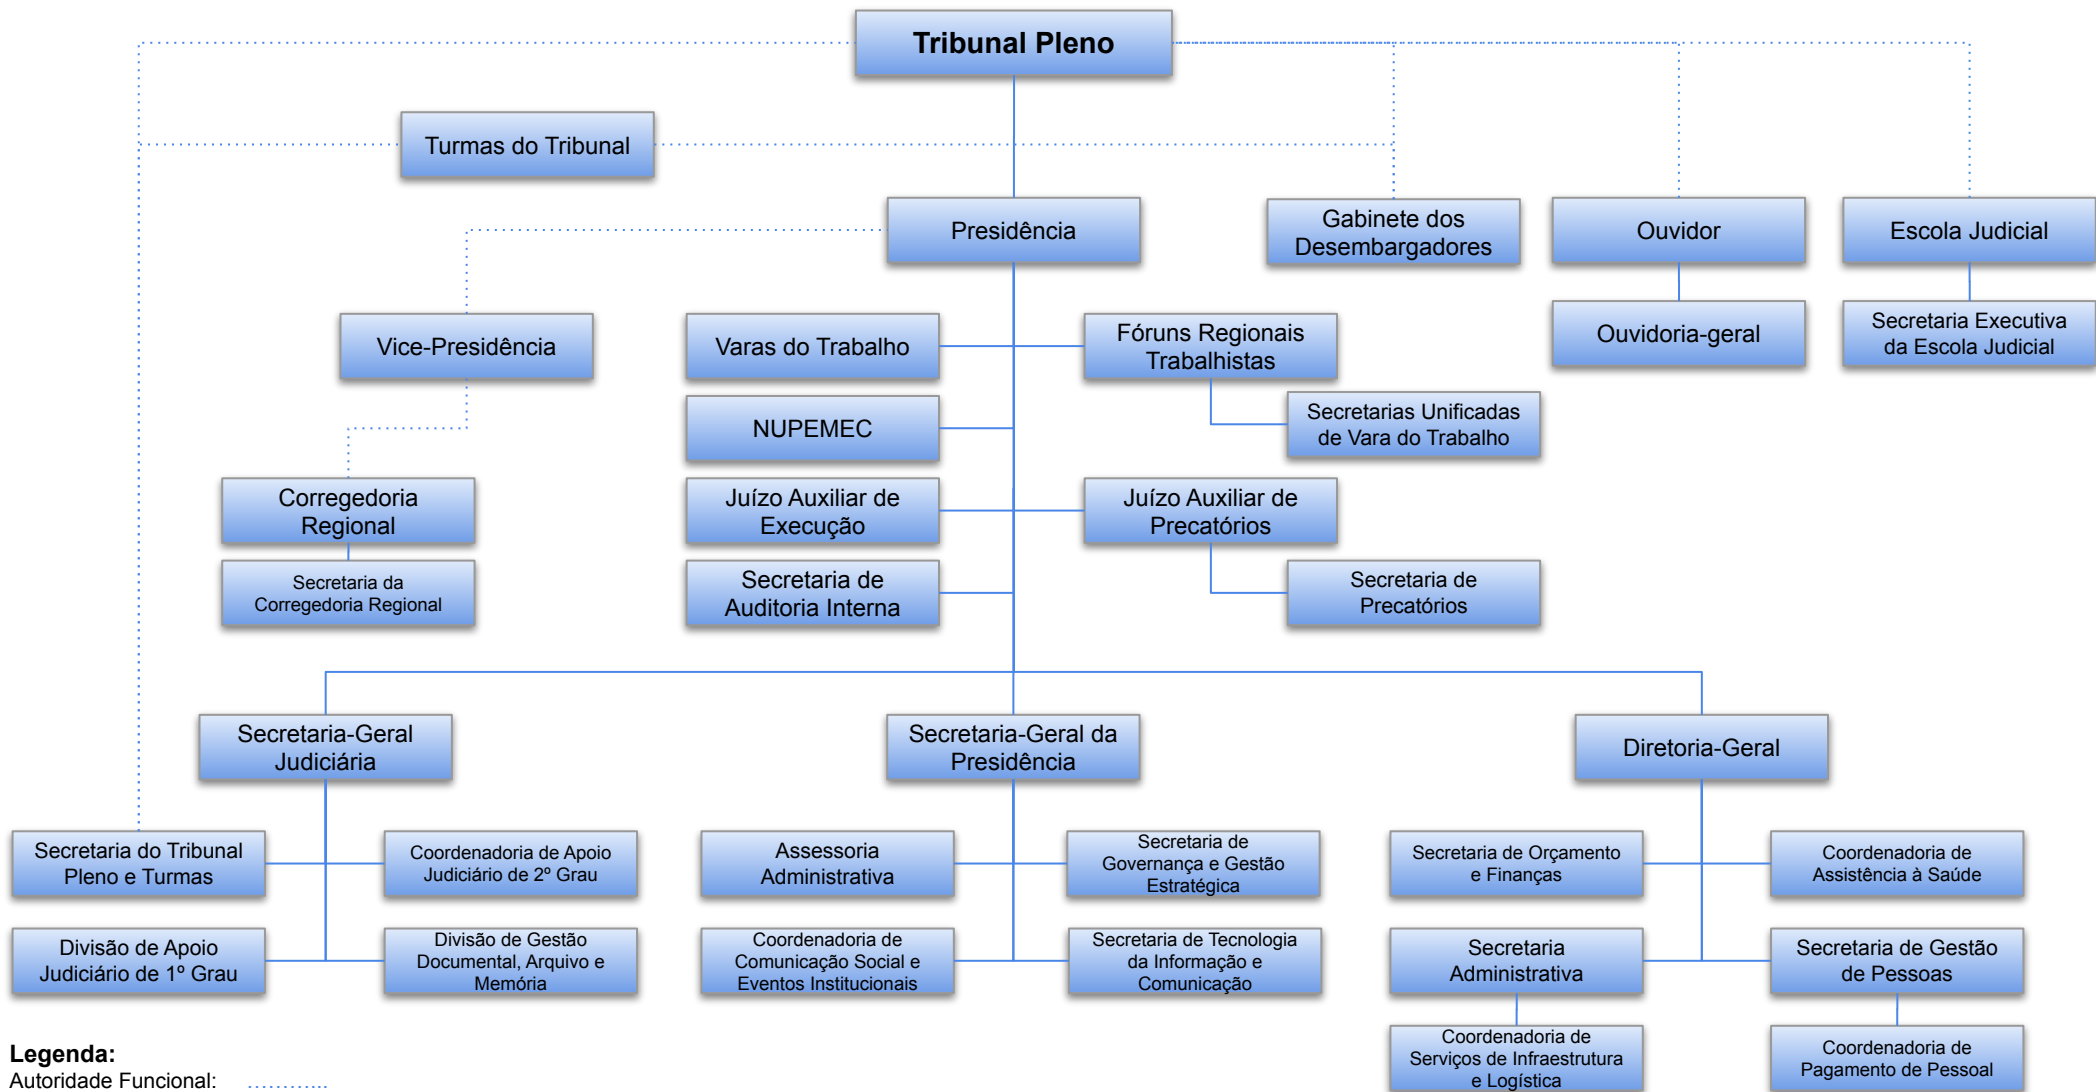 Tribunal Pleno
Turmas do Tribunal
Presidência
Gabinete dos
Desembargadores
Ouvidor
Escola Judicial
Vice-Presidência
Varas do Trabalho
Fóruns Regionais
Trabalhistas
Ouvidoria-geral
Secretaria Executiva
da Escola Judicial
NUPEMEC
Secretarias Unificadas
de Vara do Trabalho
Corregedoria
Regional
Juízo Auxiliar de
Execução
Juízo Auxiliar de
Precatórios
Secretaria da
Corregedoria Regional
Secretaria de
Auditoria Interna
Secretaria de
Precatórios
Secretaria-Geral
Judiciária
Secretaria-Geral da
Presidência
Diretoria-Geral
Secretaria do Tribunal
Pleno e Turmas
Coordenadoria de Apoio
Judiciário de 2º Grau
Assessoria
Administrativa
Secretaria de
Governança e Gestão
Estratégica
Secretaria de Orçamento
e Finanças
Coordenadoria de
Assistência à Saúde
Divisão de Apoio
Judiciário de 1º Grau
Divisão de Gestão
Documental, Arquivo e
Memória
Coordenadoria de
Comunicação Social e
Eventos Institucionais
Secretaria de Tecnologia
da Informação e
Comunicação
Secretaria
Administrativa
Secretaria de Gestão
de Pessoas
Coordenadoria de
Serviços de Infraestrutura
e Logística
Coordenadoria de
Pagamento de Pessoal
Legenda:
Autoridade Funcional: